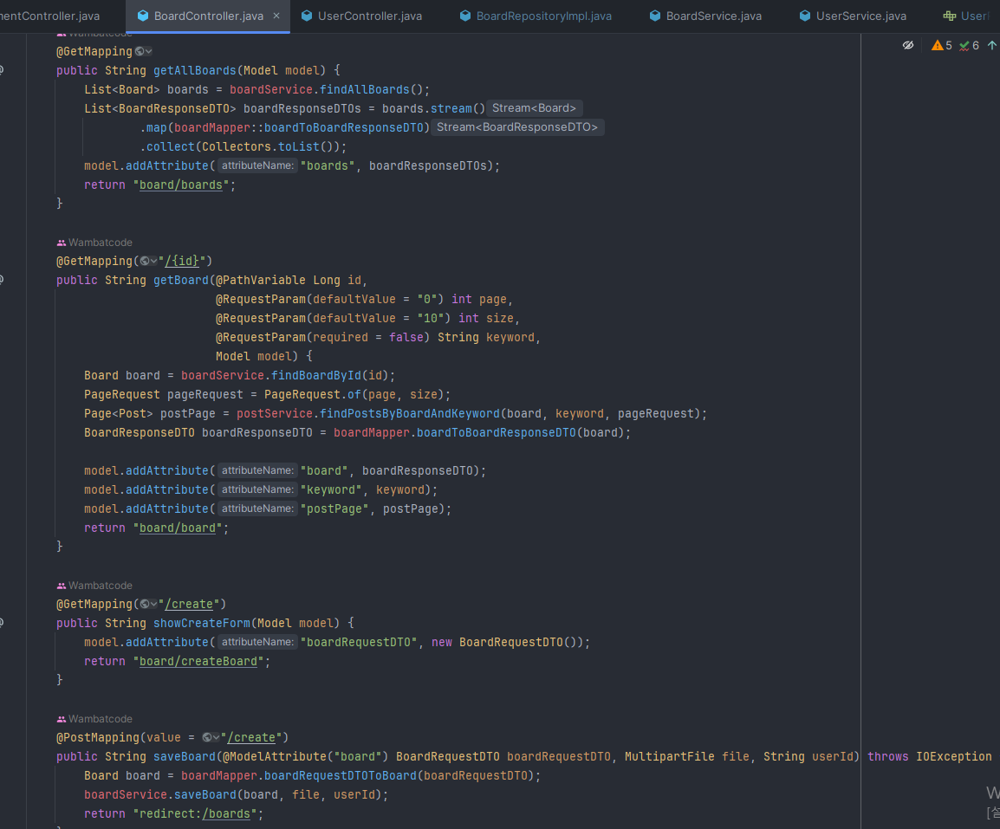 mentController.java BoardController.java × UserController.java BoardRepositoryImpl.java BoardService.java UserService.java
Wambatcode
5 6
@GetMapping
public String getAllBoards(Model model) {
List<Board> boards = boardService.findAllBoards();
List<BoardResponseDTO> boardResponseDTOs = boards.stream() Stream<Board>
.map(boardMapper::boardToBoardResponseDTO) Stream<BoardResponseDTO>
.collect(Collectors.toList());
model.addAttribute( attributeName: "boards", boardResponseDTOs);
return "board/boards";
}
Wambatcode
@GetMapping("/{id}")
public String getBoard(@PathVariable Long id,
@RequestParam(defaultValue = "0") int page,
@RequestParam(defaultValue = "10") int size,
@RequestParam(required = false) String keyword,
Model model) {
Board board = boardService.findBoardById(id);
PageRequest pageRequest = PageRequest.of(page, size);
Page<Post> postPage = postService.findPostsByBoardAndKeyword(board, keyword, pageRequest);
BoardResponseDTO boardResponseDTO = boardMapper.boardToBoardResponseDTO(board);
model.addAttribute( attributeName: "board", boardResponseDTO);
model.addAttribute( attributeName: "keyword", keyword);
model.addAttribute( attributeName: "postPage", postPage);
return "board/board";
}
Wambatcode
@GetMapping("/create")
public String showCreateForm(Model model) {
model.addAttribute( attributeName: "boardRequestDTO", new BoardRequestDTO());
return "board/createBoard";
}
Wambatcode
@PostMapping(value = "/create")
public String saveBoard(@ModelAttribute("board") BoardRequestDTO boardRequestDTO, MultipartFile file, String userId) throws IOException
Board board = boardMapper.boardRequestDTOToBoard(boardRequestDTO);
boardService.saveBoard(board, file, userId);
return "redirect:/boards";